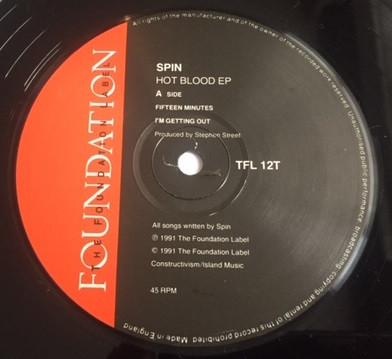 All rights of the manufacturer and of the owner of the recorded work reserved. Unauthorised public performance, broadcasting, copying and rental of this record prohibited. Made in England
FOUNDATION
THE FOUNDATION LABEL
SPIN
HOT BLOOD EP
A SIDE
FIFTEEN MINUTES
I'M GETTING OUT
Produced by Stephen Street
TFL 12T
All songs written by Spin
℗ 1991 The Foundation Label
© 1991 The Foundation Label
Constructivism/Island Music
45 RPM